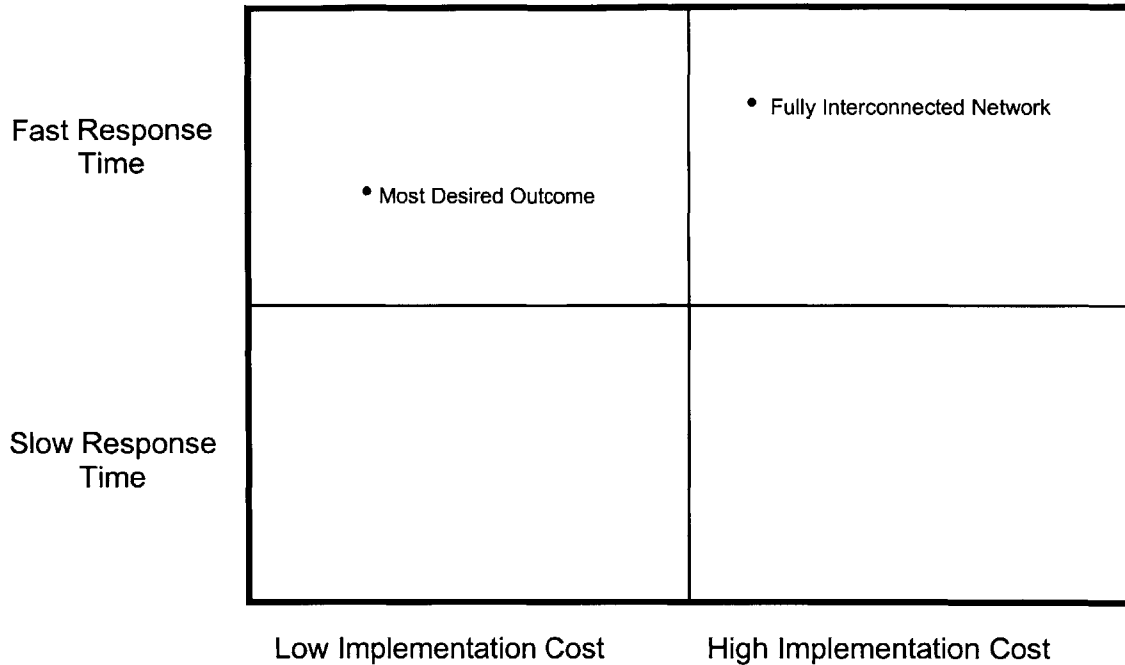 Fast Response
Time
Fully Interconnected Network
Most Desired Outcome
Slow Response
Time
Low Implementation Cost
High Implementation Cost